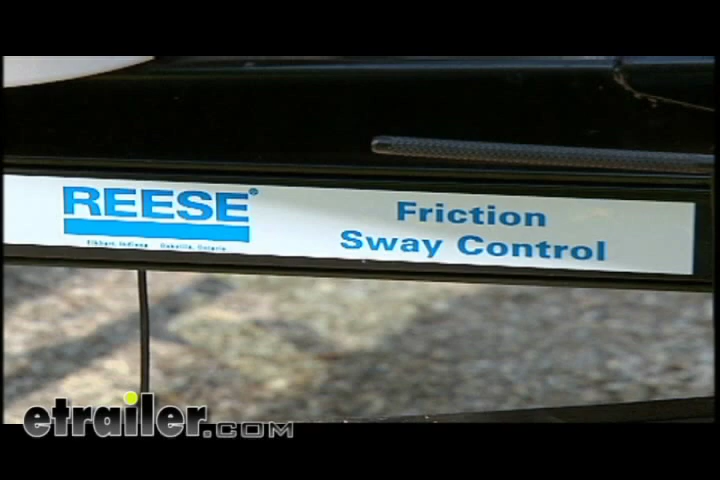 REESE®
Elkhart, Indiana Oakville, Ontario
Friction
Sway Control
etrailer.com